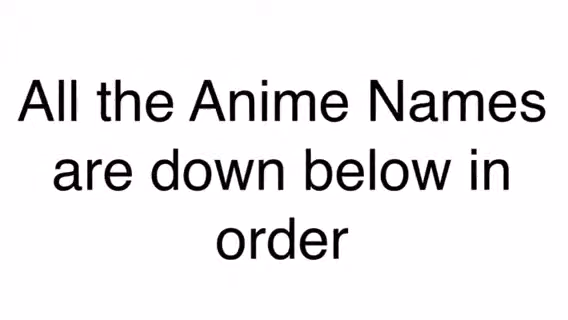 All the Anime Names
are down below in
order